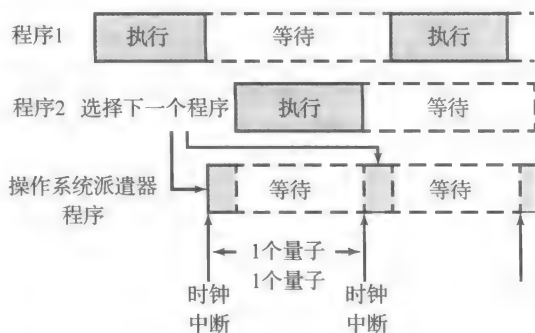 程序1 执行 等待 执行
程序2 选择下一个程序 执行 等待
操作系统派遣器 等待 等待
程序
1个量子
1个量子
时钟 时钟
中断 中断